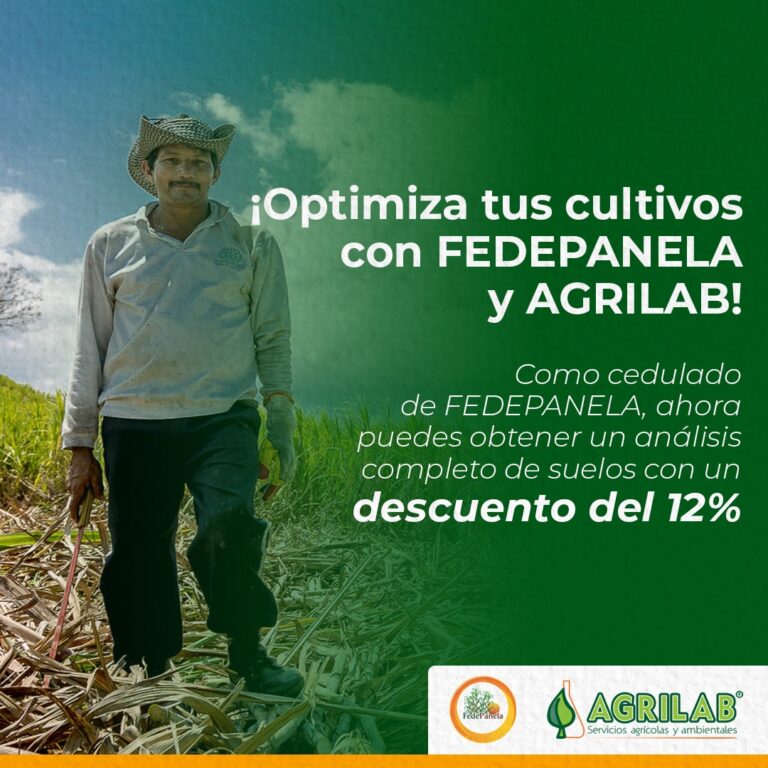 ¡Optimiza tus cultivos
con FEDEPANELA
y AGRILAB!
Como cedulado
de FEDEPANELA, ahora
puedes obtener un análisis
completo de suelos con un
descuento del 12%
FedePanela
AGRILAB®
Servicios agrícolas y ambientales